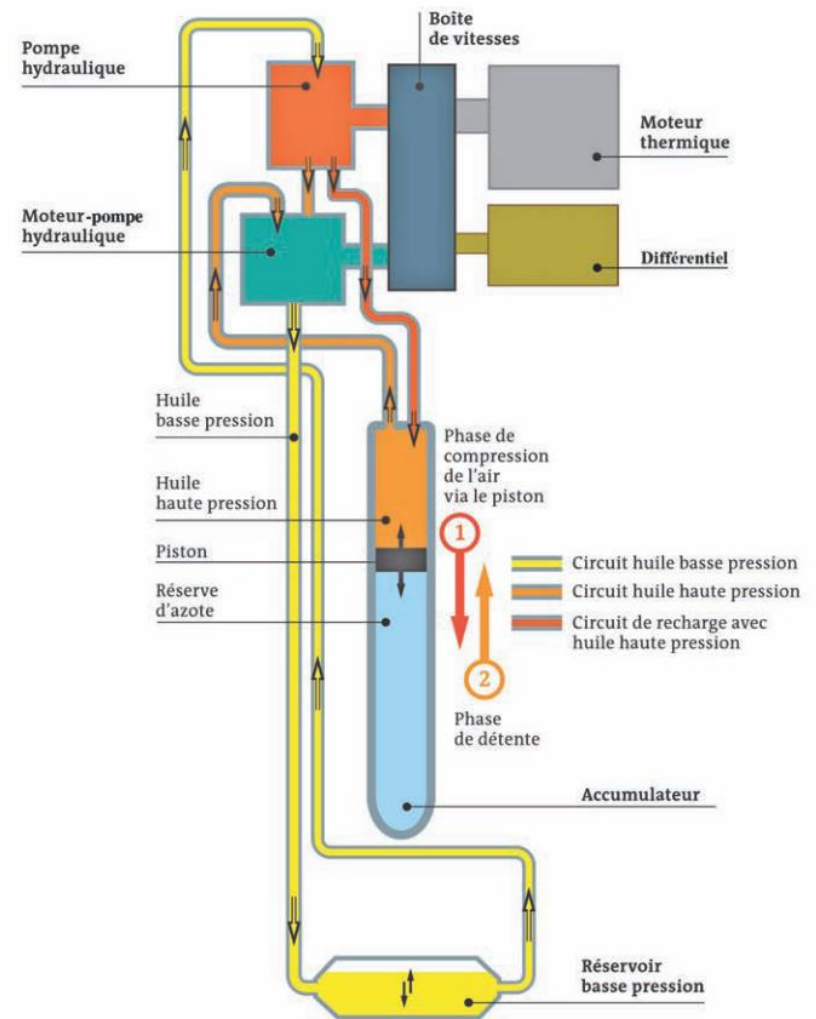 Boîte
de vitesses
Pompe
hydraulique
Moteur
thermique
Moteur-pompe
hydraulique
Différentiel
Huile
basse pression
Phase de
compression
de l'air
via le piston
Huile
haute pression
1
Piston
Circuit huile basse pression
Réserve
d'azote
Circuit huile haute pression
Circuit de recharge avec
huile haute pression
2
Phase
de détente
Accumulateur
Réservoir
basse pression